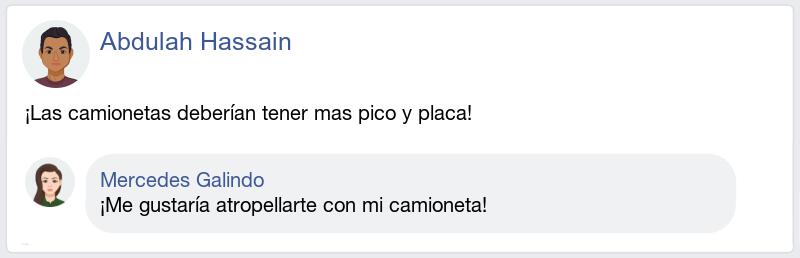 Abdulah Hassain
¡Las camionetas deberían tener mas pico y placa!
Mercedes Galindo
¡Me gustaría atropellarte con mi camioneta!